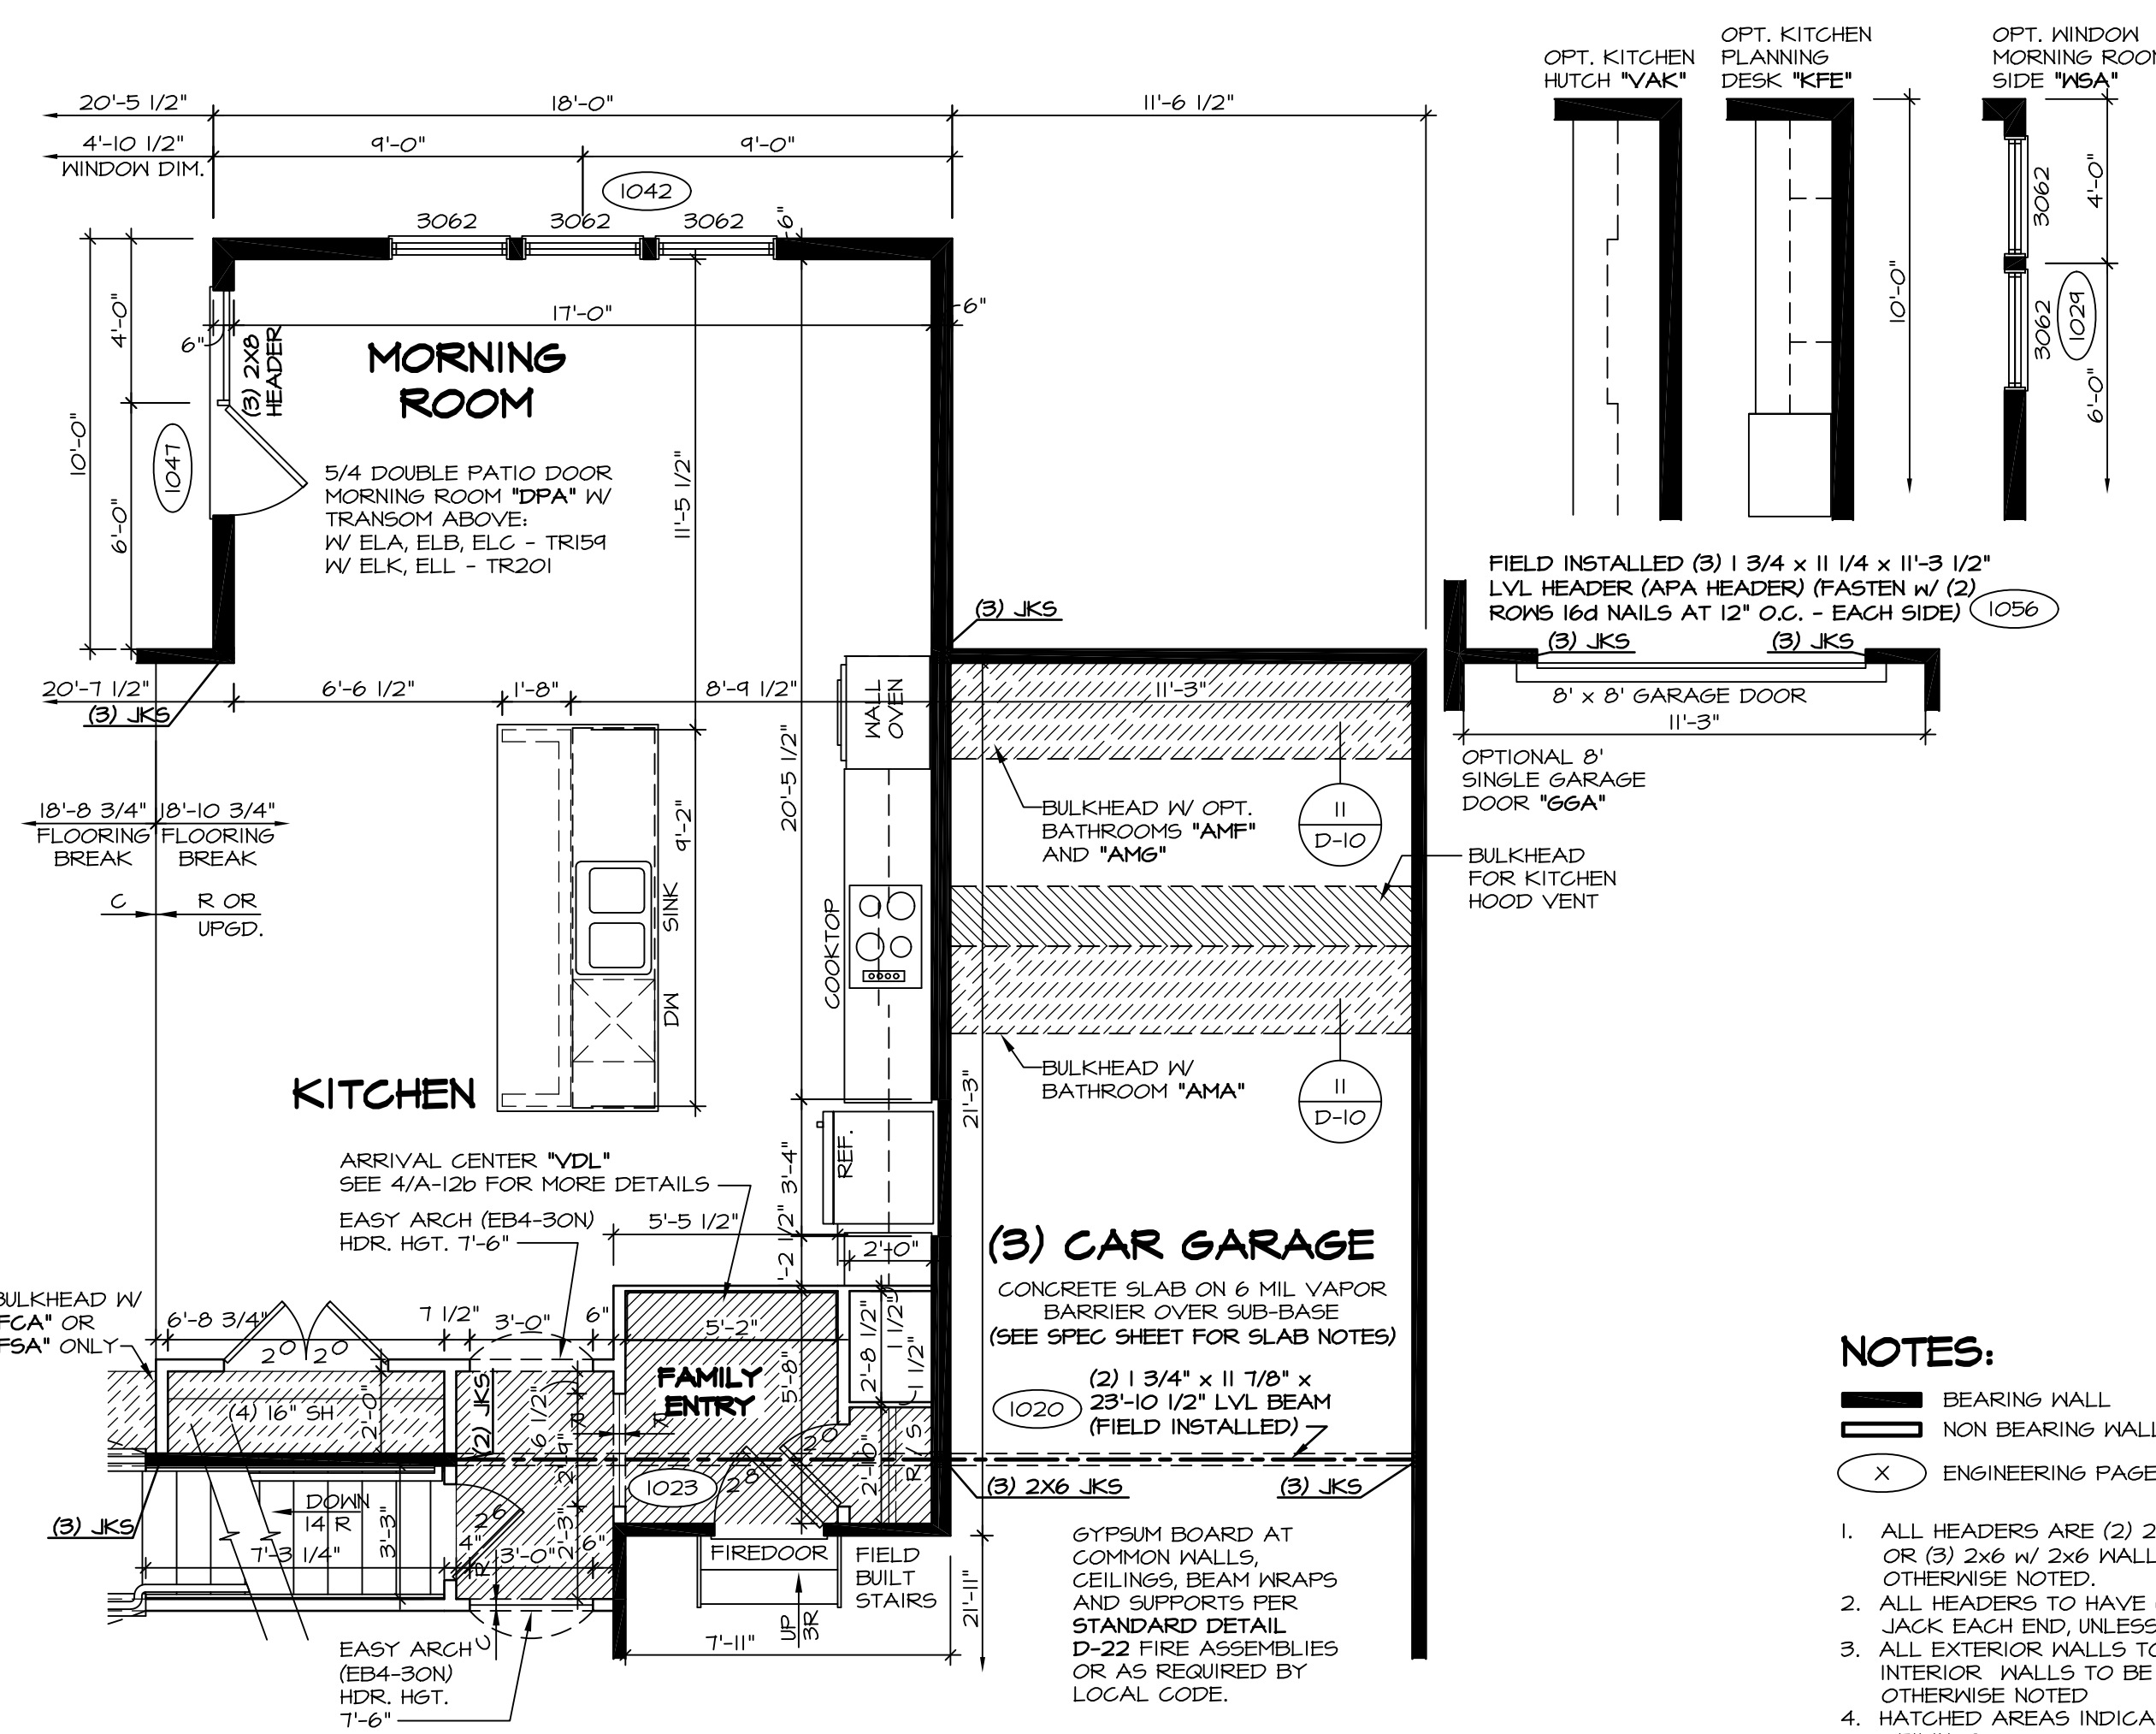 OPT. KITCHEN
HUTCH "VAK"
OPT. KITCHEN
PLANNING
DESK "KFE"
OPT. WINDOW
MORNING
SIDE "WSA"
20'-5 1/2"
18'-0"
11'-6 1/2"
4'-10 1/2"
WINDOW DIM.
9'-0"
9'-0"
1042
3062
3062
3062
6"
4'-0"
10'-0"
6'-0"
1047
6"
(3) 2X8
HEADER
17'-0"
6"
MORNING
ROOM
5/4 DOUBLE PATIO DOOR
MORNING ROOM "DPA" W/
TRANSOM ABOVE:
W/ ELA, ELB, ELC - TR159
W/ ELK, ELL - TR201
11'-5 1/2"
10'-0"
3062
3062
4'-0"
1029
6'-0"
FIELD INSTALLED (3) 1 3/4 x 11 1/4 x 11'-3 1/2"
LVL HEADER (APA HEADER) (FASTEN w/ (2)
ROWS 16d NAILS AT 12" O.C. - EACH SIDE)
1056
(3) JKS
(3) JKS
8' x 8' GARAGE DOOR
11'-3"
OPTIONAL 8'
SINGLE GARAGE
DOOR "GGA"
(3) JKS
20'-7 1/2"
6'-6 1/2"
1'-8"
8'-9 1/2"
11'-3"
(3) JKS
WALL
OVEN
20'-5 1/2"
9'-2"
18'-8 3/4"
FLOORING
BREAK
18'-10 3/4"
FLOORING
BREAK
C
R OR
UPGD.
SINK
DW
COOKTOP
BULKHEAD W/ OPT.
BATHROOMS "AMF"
AND "AMG"
11
D-10
BULKHEAD
FOR KITCHEN
HOOD VENT
BULKHEAD W/
BATHROOM "AMA"
11
D-10
21'-3"
KITCHEN
REF.
3'-4"
ARRIVAL CENTER "VDL"
SEE 4/A-12b FOR MORE DETAILS
EASY ARCH (EB4-30N)
HDR. HGT. 7'-6"
5'-5 1/2"
2'-0"
(3) CAR GARAGE
CONCRETE SLAB ON 6 MIL VAPOR
BARRIER OVER SUB-BASE
(SEE SPEC SHEET FOR SLAB NOTES)
BULKHEAD W/
"FCA" OR
"FSA" ONLY
6'-8 3/4"
7 1/2"
3'-0"
6"
5'-2"
2'-8 1/2"
1 1/2"
20
20
FAMILY
ENTRY
5'-8"
(4) 16" SH
2'-0"
(2) JKS
6 1/2"
2'-9"
R
R
20
R / S
1020
(2) 1 3/4" x 11 7/8" x
23'-10 1/2" LVL BEAM
(FIELD INSTALLED)
(3) 2X6 JKS
(3) JKS
1023
28
26
DOWN
14 R
7'-3 1/4"
3'-3"
(3) JKS
4"
3'-0"
2'-3"
6"
R
C
FIREDOOR
FIELD
BUILT
STAIRS
UP
3R
7'-11"
21'-11"
EASY ARCH
(EB4-30N)
HDR. HGT.
7'-6"
GYPSUM BOARD AT
COMMON WALLS,
CEILINGS, BEAM WRAPS
AND SUPPORTS PER
STANDARD DETAIL
D-22 FIRE ASSEMBLIES
OR AS REQUIRED BY
LOCAL CODE.
NOTES:
BEARING WALL
NON BEARING WALL
X
ENGINEERING PAGE
1. ALL HEADERS ARE (2)
OR (3) 2x6 w/ 2x6 WALL
OTHERWISE NOTED.
2. ALL HEADERS TO HAVE
JACK EACH END, UNLESS
3. ALL EXTERIOR WALLS TO
INTERIOR WALLS TO BE
OTHERWISE NOTED
4. HATCHED AREAS